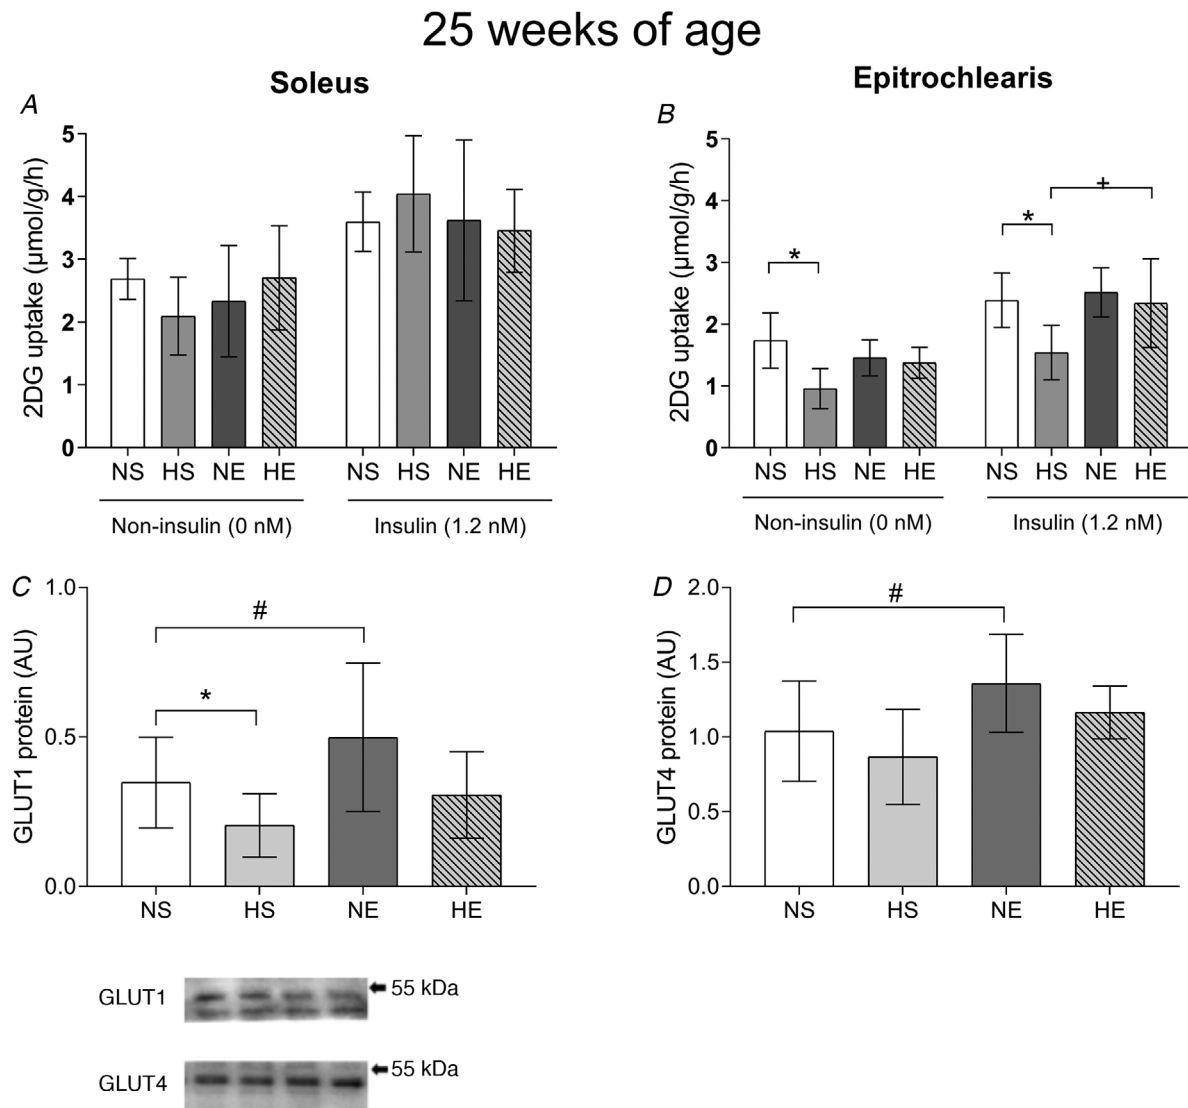 25 weeks of age
Soleus
Epitrochlearis
A
B
5
4
3
2
1
0
2DG uptake (μmol/g/h)
NS HS NE HE NS HS NE HE
Non-insulin (0 nM) Insulin (1.2 nM)
5
4
3
2
1
0
2DG uptake (μmol/g/h)
* * +
NS HS NE HE NS HS NE HE
Non-insulin (0 nM) Insulin (1.2 nM)
C
1.0
0.5
0.0
GLUT1 protein (AU)
#
*
NS HS NE HE
D
2.0
1.5
1.0
0.5
0.0
GLUT4 protein (AU)
#
NS HS NE HE
GLUT1 55 kDa
GLUT4 55 kDa